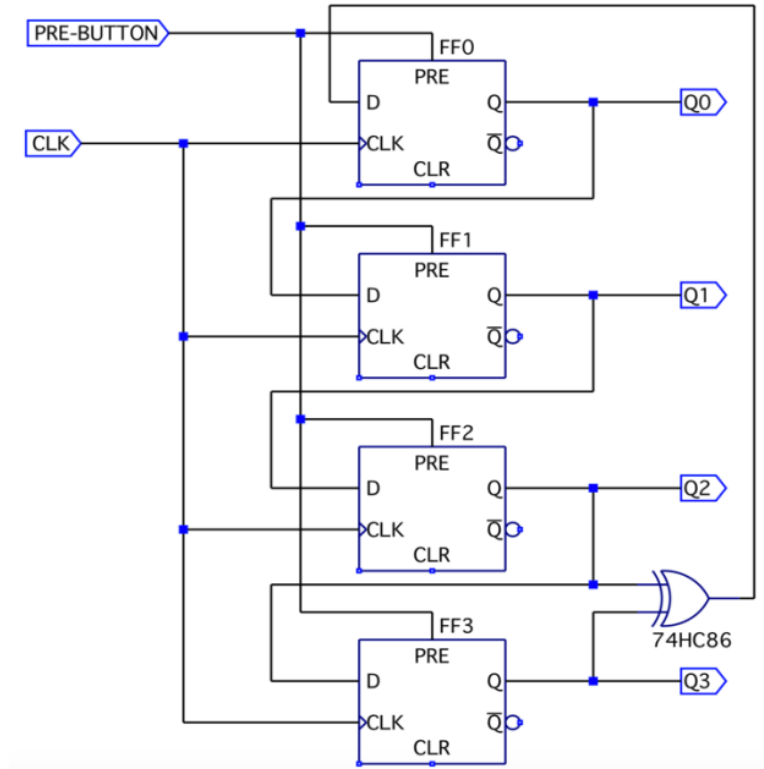 PRE-BUTTON
FF0
PRE
D Q Q0
CLK CLK Q̅
CLR
FF1
PRE
D Q Q1
CLK Q̅
CLR
FF2
PRE
D Q Q2
CLK Q̅
CLR
FF3
74HC86
PRE
D Q Q3
CLK Q̅
CLR